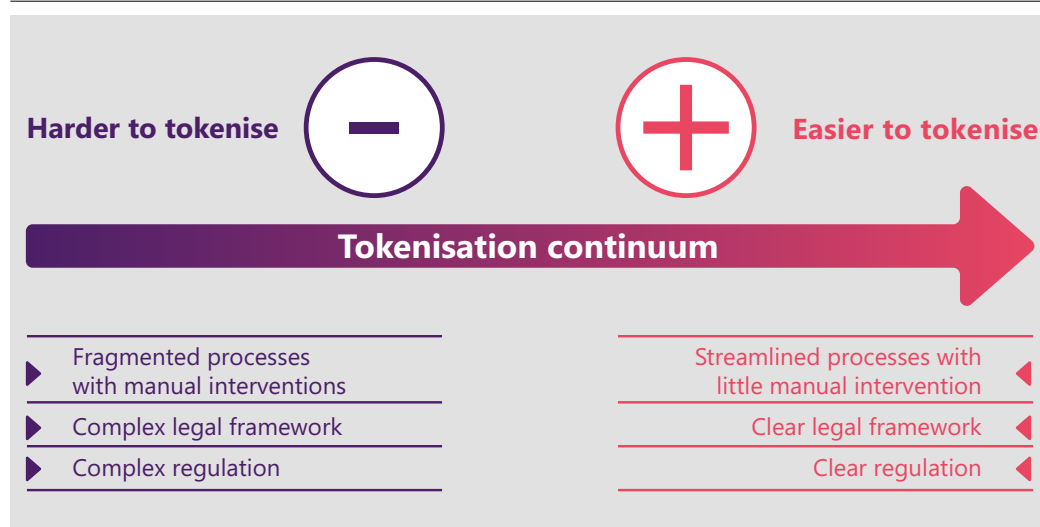 Harder to tokenise
Easier to tokenise
Tokenisation continuum
Fragmented processes
with manual interventions
Complex legal framework
Complex regulation
Streamlined processes with
little manual intervention
Clear legal framework
Clear regulation